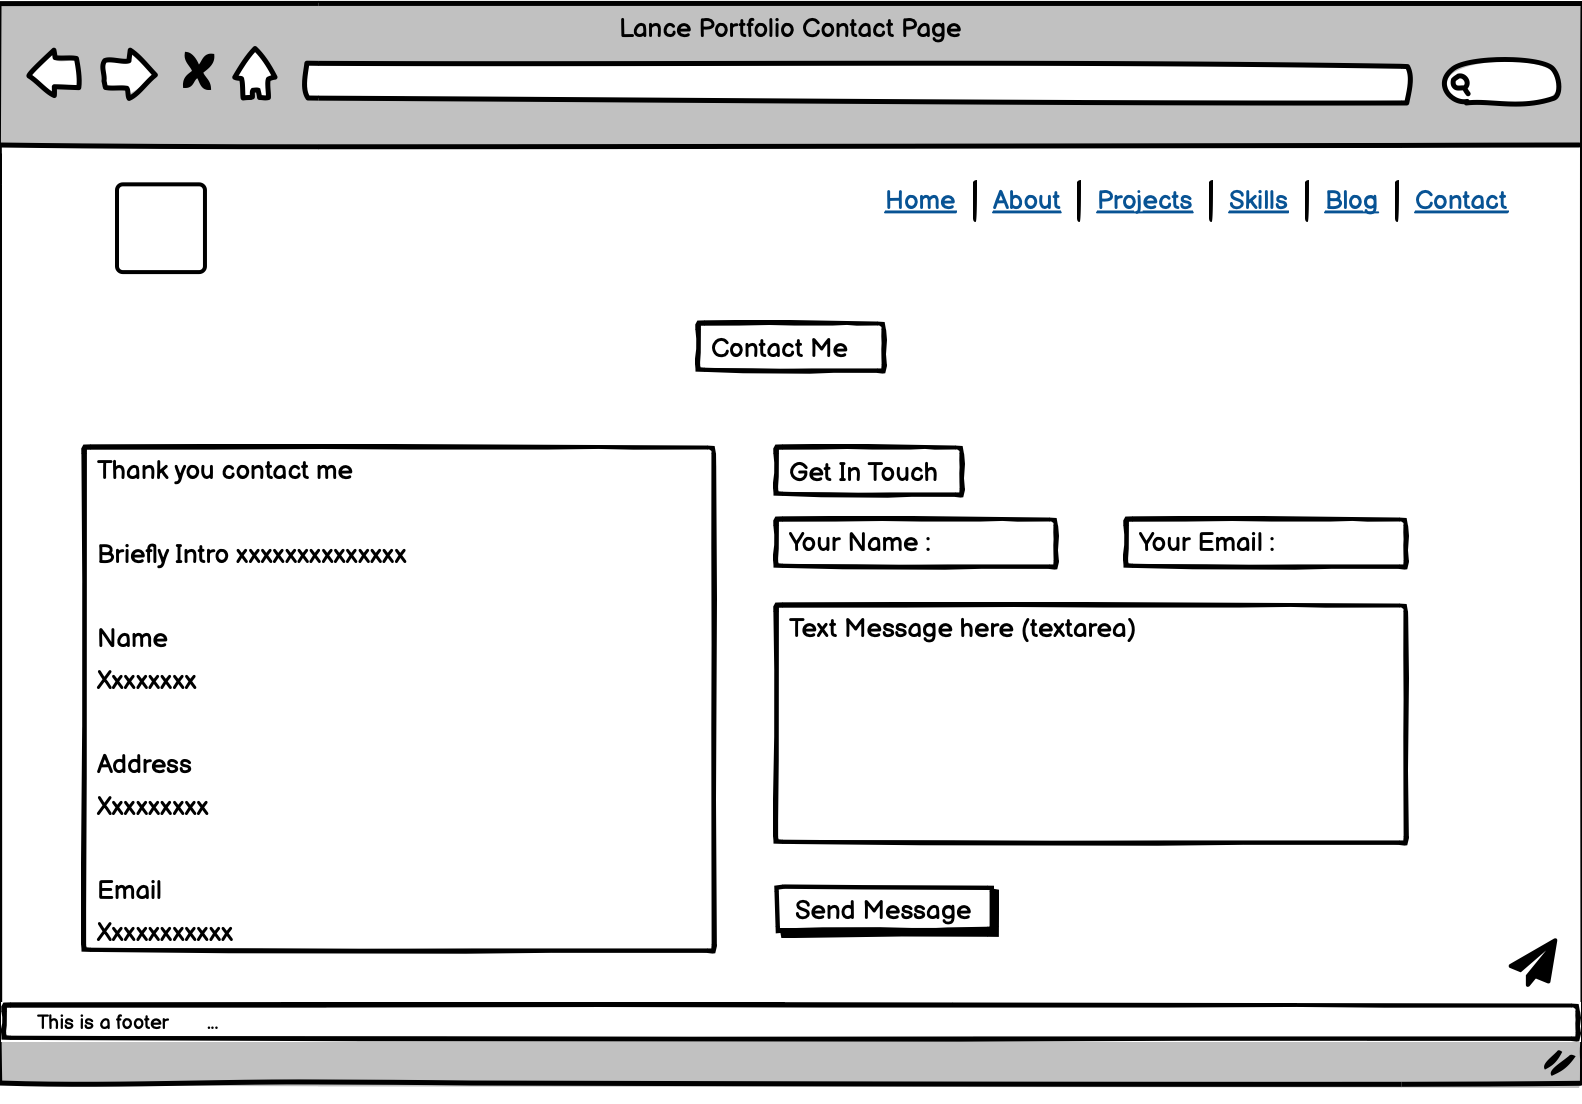 Lance Portfolio Contact Page
Home About Projects Skills Blog Contact
Contact Me
Thank you contact me
Briefly Intro xxxxxxxxxxxxxx
Name
Xxxxxxxx
Address
Xxxxxxxxx
Email
Xxxxxxxxxxx
Get In Touch
Your Name :
Your Email :
Text Message here (textarea)
Send Message
This is a footer ...